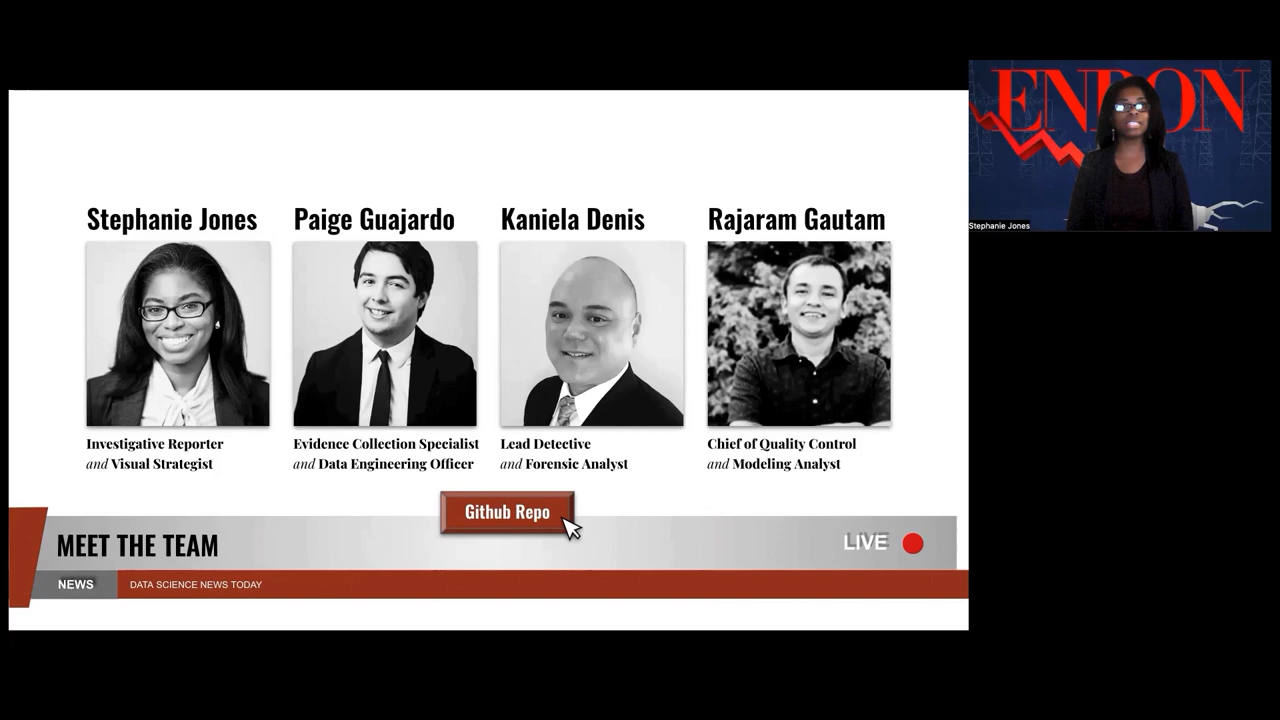 ENRON
Stephanie Jones
Stephanie Jones
Paige Guajardo
Kaniela Denis
Rajaram Gautam
Investigative Reporter
and Visual Strategist
Evidence Collection Specialist
and Data Engineering Officer
Lead Detective
and Forensic Analyst
Chief of Quality Control
and Modeling Analyst
Github Repo
MEET THE TEAM
LIVE
NEWS
DATA SCIENCE NEWS TODAY